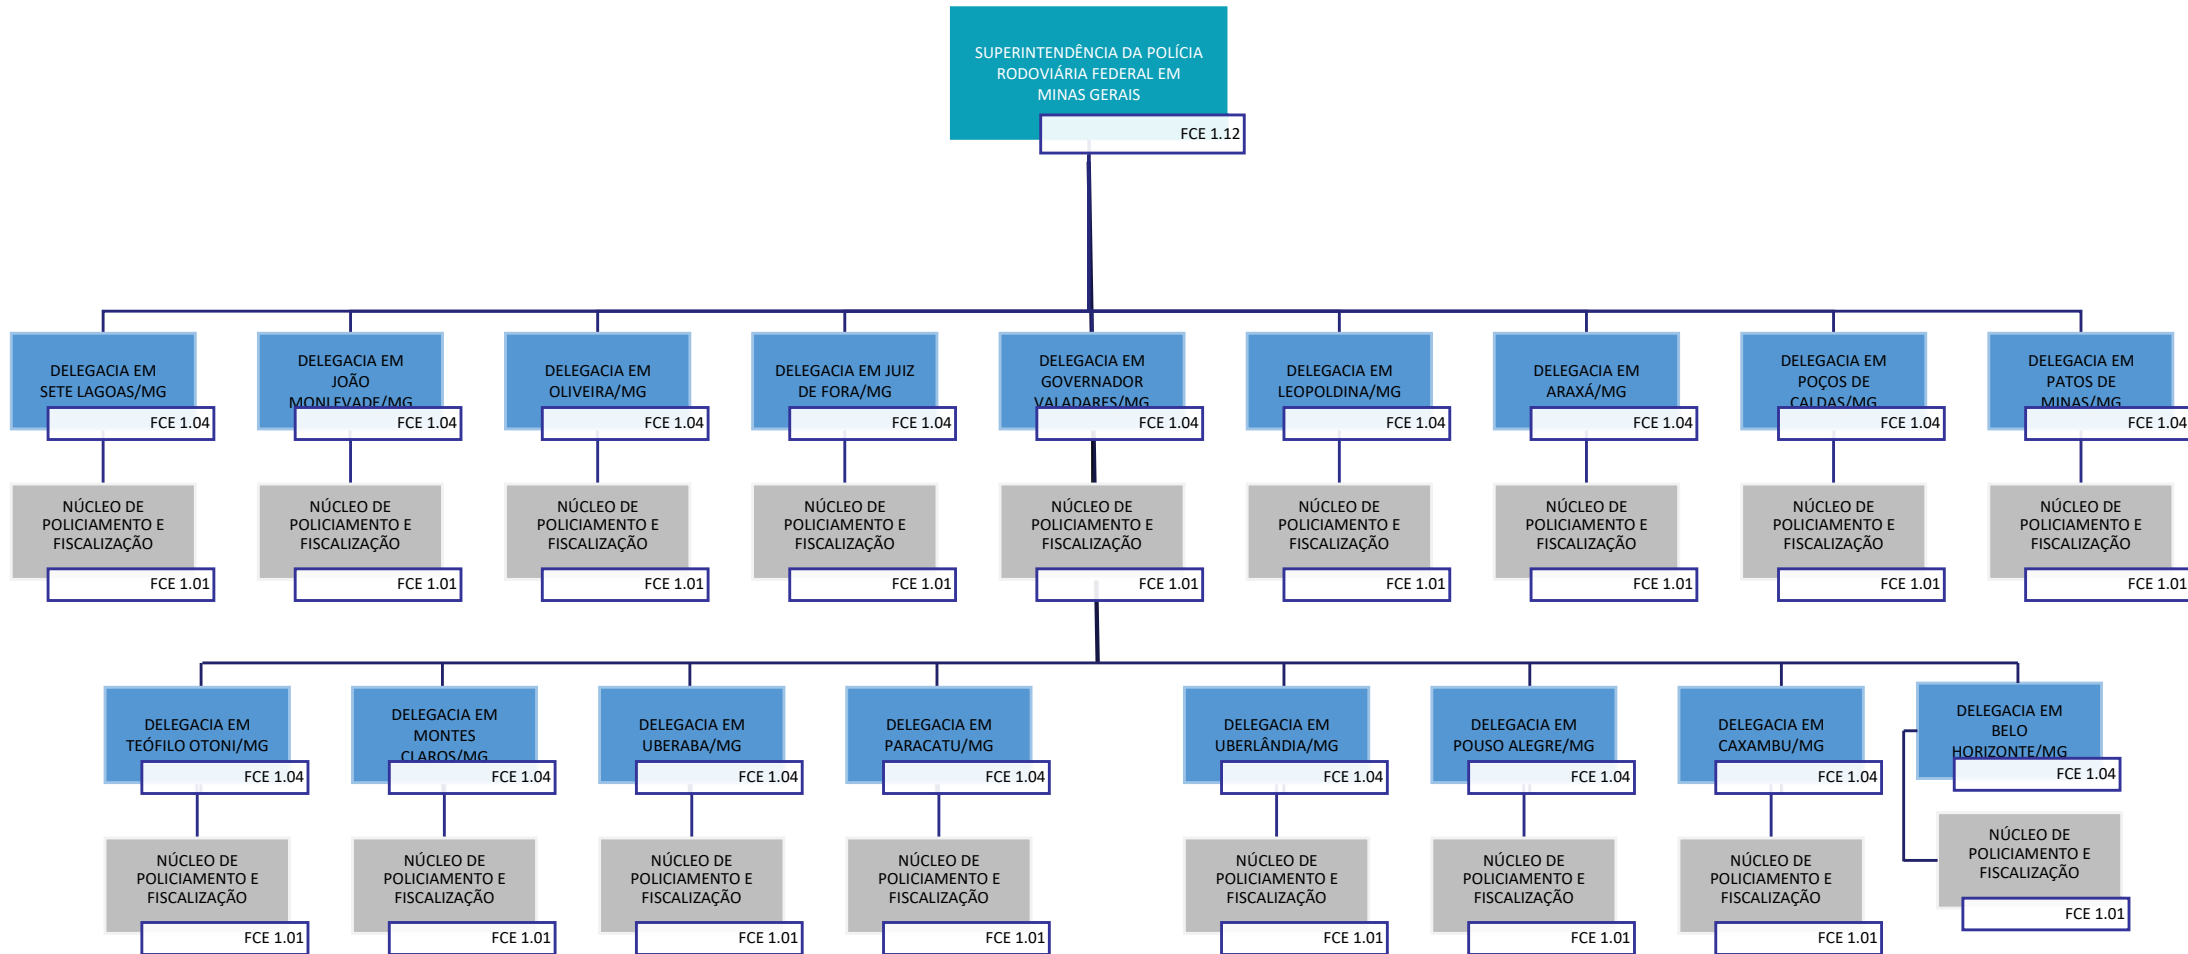 SUPERINTENDÊNCIA DA POLÍCIA
RODOVIÁRIA FEDERAL EM
MINAS GERAIS
FCE 1.12
DELEGACIA EM
SETE LAGOAS/MG
FCE 1.04
DELEGACIA EM
JOÃO
MONLEVADE/MG
FCE 1.04
DELEGACIA EM
OLIVEIRA/MG
FCE 1.04
DELEGACIA EM JUIZ
DE FORA/MG
FCE 1.04
DELEGACIA EM
GOVERNADOR
VALADARES/MG
FCE 1.04
DELEGACIA EM
LEOPOLDINA/MG
FCE 1.04
DELEGACIA EM
ARAXÁ/MG
FCE 1.04
DELEGACIA EM
POÇOS DE
CALDAS/MG
FCE 1.04
DELEGACIA EM
PATOS DE
MINAS/MG
FCE 1.04
NÚCLEO DE
POLICIAMENTO E
FISCALIZAÇÃO
FCE 1.01
NÚCLEO DE
POLICIAMENTO E
FISCALIZAÇÃO
FCE 1.01
NÚCLEO DE
POLICIAMENTO E
FISCALIZAÇÃO
FCE 1.01
NÚCLEO DE
POLICIAMENTO E
FISCALIZAÇÃO
FCE 1.01
NÚCLEO DE
POLICIAMENTO E
FISCALIZAÇÃO
FCE 1.01
NÚCLEO DE
POLICIAMENTO E
FISCALIZAÇÃO
FCE 1.01
NÚCLEO DE
POLICIAMENTO E
FISCALIZAÇÃO
FCE 1.01
NÚCLEO DE
POLICIAMENTO E
FISCALIZAÇÃO
FCE 1.01
NÚCLEO DE
POLICIAMENTO E
FISCALIZAÇÃO
FCE 1.01
DELEGACIA EM
TEÓFILO OTONI/MG
FCE 1.04
DELEGACIA EM
MONTES
CLAROS/MG
FCE 1.04
DELEGACIA EM
UBERABA/MG
FCE 1.04
DELEGACIA EM
PARACATU/MG
FCE 1.04
DELEGACIA EM
UBERLÂNDIA/MG
FCE 1.04
DELEGACIA EM
POUSO ALEGRE/MG
FCE 1.04
DELEGACIA EM
CAXAMBU/MG
FCE 1.04
DELEGACIA EM
BELO
HORIZONTE/MG
FCE 1.04
NÚCLEO DE
POLICIAMENTO E
FISCALIZAÇÃO
FCE 1.01
NÚCLEO DE
POLICIAMENTO E
FISCALIZAÇÃO
FCE 1.01
NÚCLEO DE
POLICIAMENTO E
FISCALIZAÇÃO
FCE 1.01
NÚCLEO DE
POLICIAMENTO E
FISCALIZAÇÃO
FCE 1.01
NÚCLEO DE
POLICIAMENTO E
FISCALIZAÇÃO
FCE 1.01
NÚCLEO DE
POLICIAMENTO E
FISCALIZAÇÃO
FCE 1.01
NÚCLEO DE
POLICIAMENTO E
FISCALIZAÇÃO
FCE 1.01
NÚCLEO DE
POLICIAMENTO E
FISCALIZAÇÃO
FCE 1.01